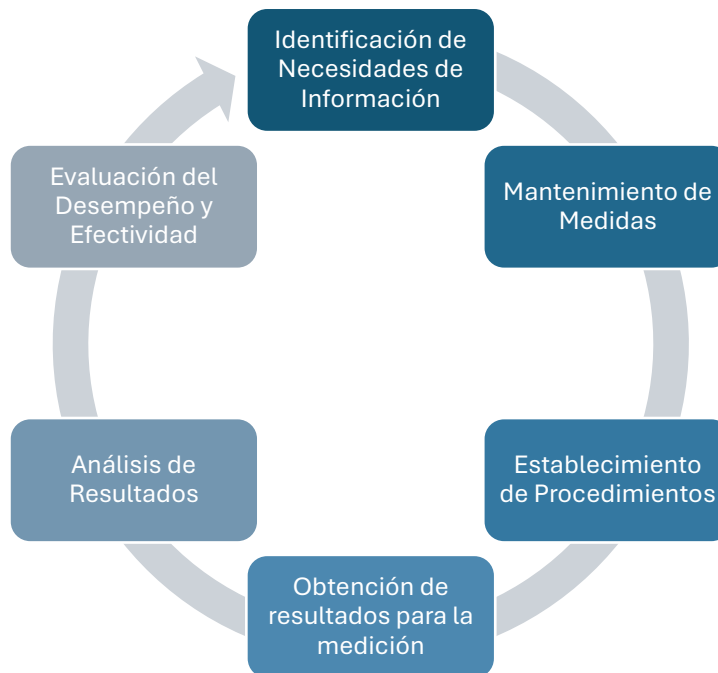 Identificación de
Necesidades de
Información
Mantenimiento de
Medidas
Establecimiento
de Procedimientos
Obtención de
resultados para la
medición
Análisis de
Resultados
Evaluación del
Desempeño y
Efectividad